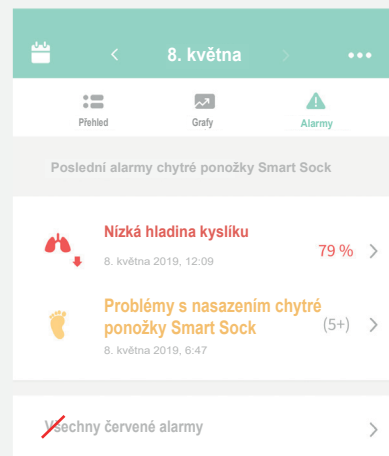 8. května
Přehled
Grafy
Alarmy
Poslední alarmy chytré ponožky Smart Sock
Nízká hladina kyslíku
79 %
8. května 2019, 12:09
Problémy s nasazením chytré
ponožky Smart Sock
(5+)
8. května 2019, 6:47
Všechny červené alarmy